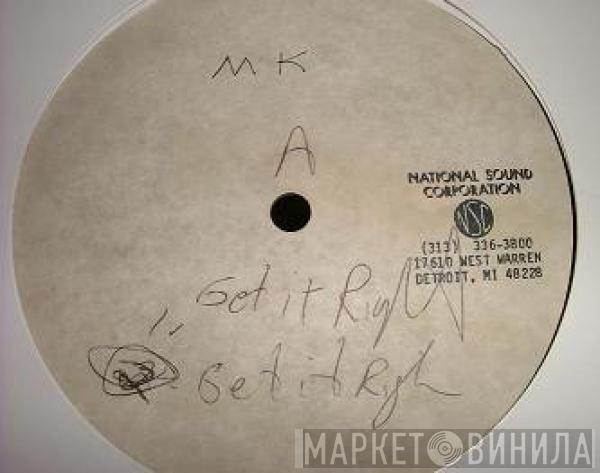 MK
A
NATIONAL SOUND
CORPORATION
NSC
(313) 336-3800
17610 WEST WARREN
DETROIT, MI 48228
1, Get it Right
Get it Righ
МАРКЕТ ВИНИЛА